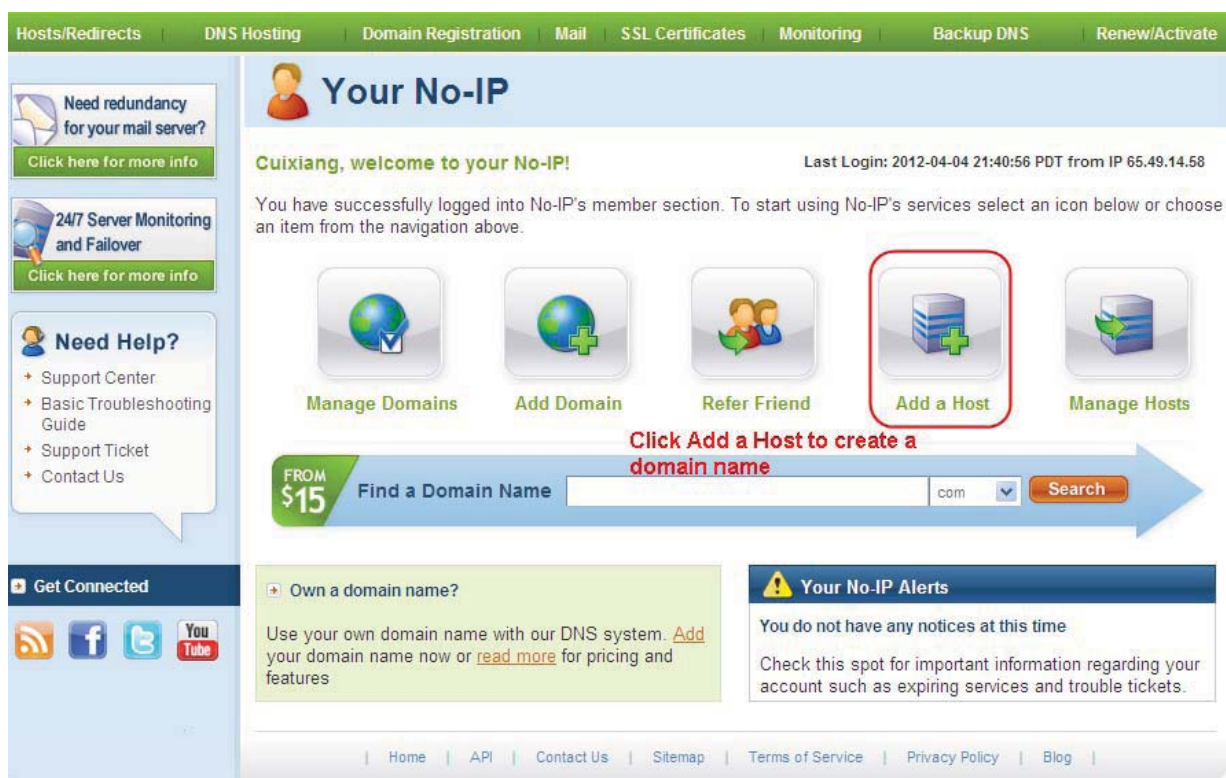 Hosts/Redirects DNS Hosting Domain Registration Mail SSL Certificates Monitoring Backup DNS Renew/Activate
Need redundancy
for your mail server?
Click here for more info
24/7 Server Monitoring
and Failover
Click here for more info
Need Help?
Support Center
Basic Troubleshooting
Guide
Support Ticket
Contact Us
Get Connected
You
Tube
Your No-IP
Cuixiang, welcome to your No-IP!
Last Login: 2012-04-04 21:40:56 PDT from IP 65.49.14.58
You have successfully logged into No-IP's member section. To start using No-IP's services select an icon below or choose
an item from the navigation above.
Manage Domains Add Domain Refer Friend Add a Host Manage Hosts
Click Add a Host to create a
domain name
FROM
$15
Find a Domain Name com Search
Own a domain name?
Use your own domain name with our DNS system. Add
your domain name now or read more for pricing and
features
Your No-IP Alerts
You do not have any notices at this time
Check this spot for important information regarding your
account such as expiring services and trouble tickets.
| Home | API | Contact Us | Sitemap | Terms of Service | Privacy Policy | Blog |